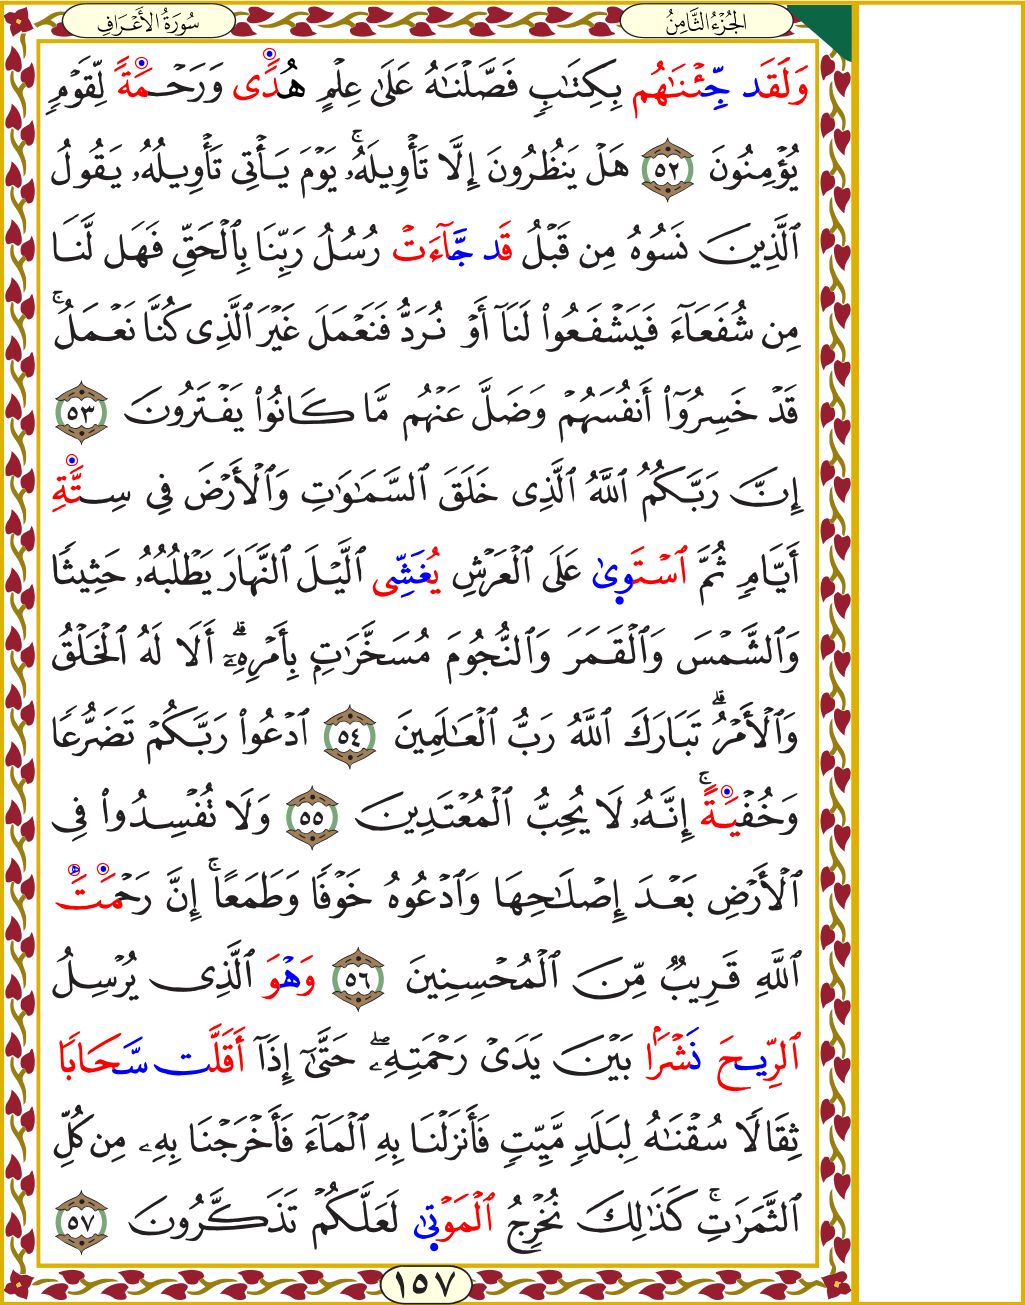 الجُزْءُ الثَّامِنُ
سُورَةُ الأَعْرَافِ
وَلَقَد جِّئْنَٰهُم بِكِتَٰبٍ فَصَّلْنَٰهُ عَلَىٰ عِلْمٍ هُدًى وَرَحْمَةً لِّقَوْمٍ
يُؤْمِنُونَ ٥٢ هَلْ يَنظُرُونَ إِلَّا تَأْوِيلَهُۥۚ يَوْمَ يَأْتِى تَأْوِيلُهُۥ يَقُولُ
ٱلَّذِينَ نَسُوهُ مِن قَبْلُ قَد جَّآءَتْ رُسُلُ رَبِّنَا بِٱلْحَقِّ فَهَل لَّنَا
مِن شُفَعَآءَ فَيَشْفَعُوا۟ لَنَآ أَوْ نُرَدُّ فَنَعْمَلَ غَيْرَ ٱلَّذِى كُنَّا نَعْمَلُۚ
قَدْ خَسِرُوٓا۟ أَنفُسَهُمْ وَضَلَّ عَنْهُم مَّا كَانُوا۟ يَفْتَرُونَ ٥٣
إِنَّ رَبَّكُمُ ٱللَّهُ ٱلَّذِى خَلَقَ ٱلسَّمَٰوَٰتِ وَٱلْأَرْضَ فِى سِتَّةِ
أَيَّامٍ ثُمَّ ٱسْتَوىٰ عَلَى ٱلْعَرْشِ يُغَشِّى ٱلَّيْلَ ٱلنَّهَارَ يَطْلُبُهُۥ حَثِيثًا
وَٱلشَّمْسَ وَٱلْقَمَرَ وَٱلنُّجُومَ مُسَخَّرَٰتٍۭ بِأَمْرِهِۦٓۗ أَلَا لَهُ ٱلْخَلْقُ
وَٱلْأَمْرُۗ تَبَارَكَ ٱللَّهُ رَبُّ ٱلْعَٰلَمِينَ ٥٤ ٱدْعُوا۟ رَبَّكُمْ تَضَرُّعًا
وَخُفْيَةًۚ إِنَّهُۥ لَا يُحِبُّ ٱلْمُعْتَدِينَ ٥٥ وَلَا تُفْسِدُوا۟ فِى
ٱلْأَرْضِ بَعْدَ إِصْلَٰحِهَا وَٱدْعُوهُ خَوْفًا وَطَمَعًاۚ إِنَّ رَحْمَتَ
ٱللَّهِ قَرِيبٌ مِّنَ ٱلْمُحْسِنِينَ ٥٦ وَهْوَ ٱلَّذِى يُرْسِلُ
ٱلرِّيحَ نَشْرًۢا بَيْنَ يَدَىْ رَحْمَتِهِۦۖ حَتَّىٰٓ إِذَآ أَقَلَّت سَّحَابًا
ثِقَالًا سُقْنَٰهُ لِبَلَدٍ مَّيِّتٍ فَأَنزَلْنَا بِهِ ٱلْمَآءَ فَأَخْرَجْنَا بِهِۦ مِن كُلِّ
ٱلثَّمَرَٰتِۚ كَذَٰلِكَ نُخْرِجُ ٱلْمَوْتىٰ لَعَلَّكُمْ تَذَكَّرُونَ ٥٧
١٥٧